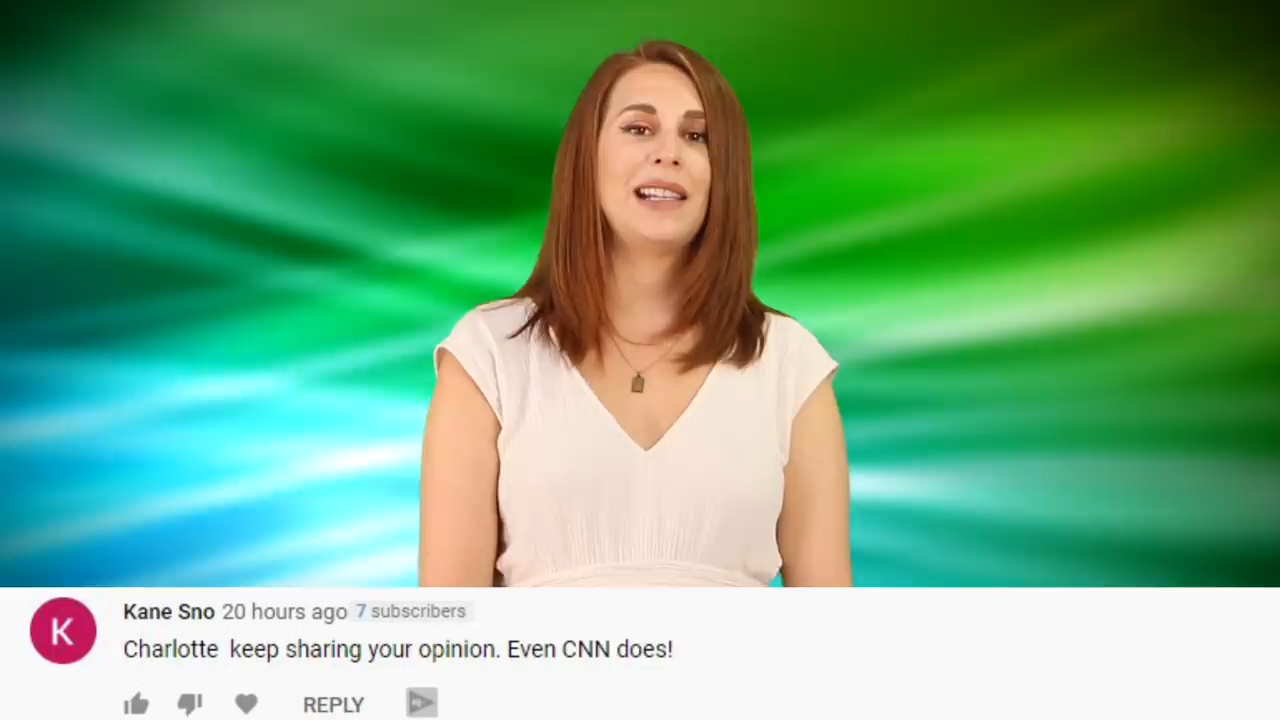 K
Kane Sno 20 hours ago 7 subscribers
Charlotte  keep sharing your opinion. Even CNN does!
REPLY